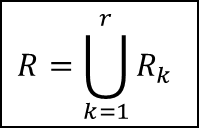 R = ⋃_{k=1}^{r} R_k